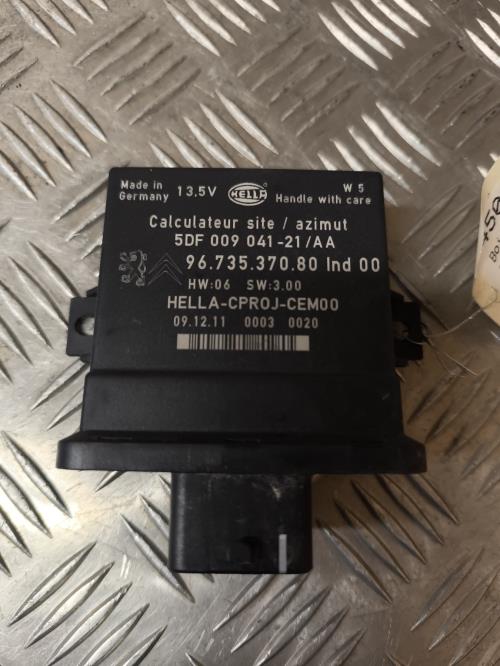 Made in
Germany
13,5V
HELLA
W 5
Handle with care
Calculateur site / azimut
5DF 009 041-21/AA
96.735.370.80 Ind 00
HW:06 SW:3.00
HELLA-CPROJ-CEM00
09.12.11 0003 0020